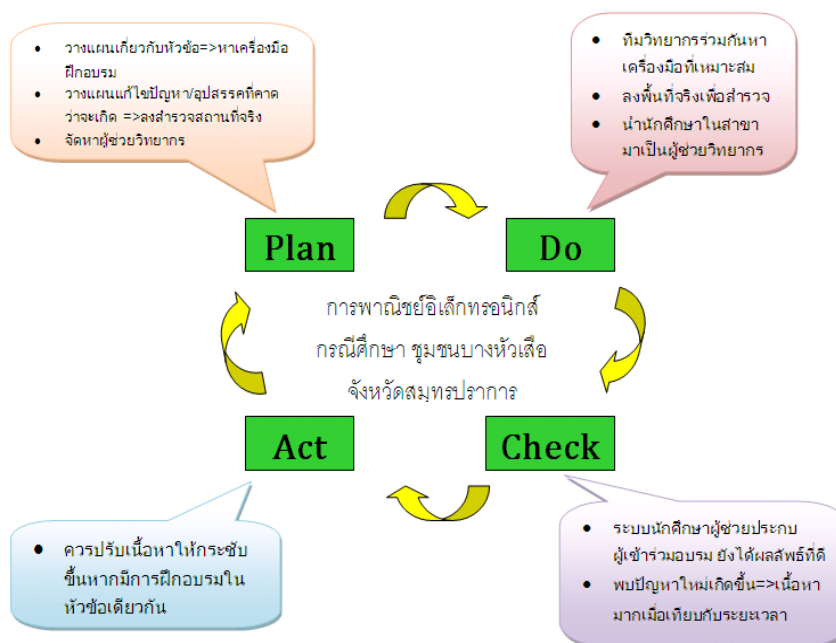 • วางแผนเกี่ยวกับหัวข้อ=>หาเครื่องมือ
ฝึกอบรม
• วางแผนแก้ไขปัญหา/อุปสรรคที่คาด
ว่าจะเกิด =>ลงสำรวจสถานที่จริง
• จัดหาผู้ช่วยวิทยากร
• ทีมวิทยากรร่วมกันหา
เครื่องมือที่เหมาะสม
• ลงพื้นที่จริงเพื่อสำรวจ
• นำนักศึกษาในสาขา
มาเป็นผู้ช่วยวิทยากร
Plan
Do
การพาณิชย์อิเล็กทรอนิกส์
กรณีศึกษา ชุมชนบางหัวเสือ
จังหวัดสมุทรปราการ
Act
Check
• ควรปรับเนื้อหาให้กระชับ
ขึ้นหากมีการฝึกอบรมใน
หัวข้อเดียวกัน
• ระบบนักศึกษาผู้ช่วยประกบ
ผู้เข้าร่วมอบรม ยังได้ผลลัพธ์ที่ดี
• พบปัญหาใหม่เกิดขึ้น=>เนื้อหา
มากเมื่อเทียบกับระยะเวลา